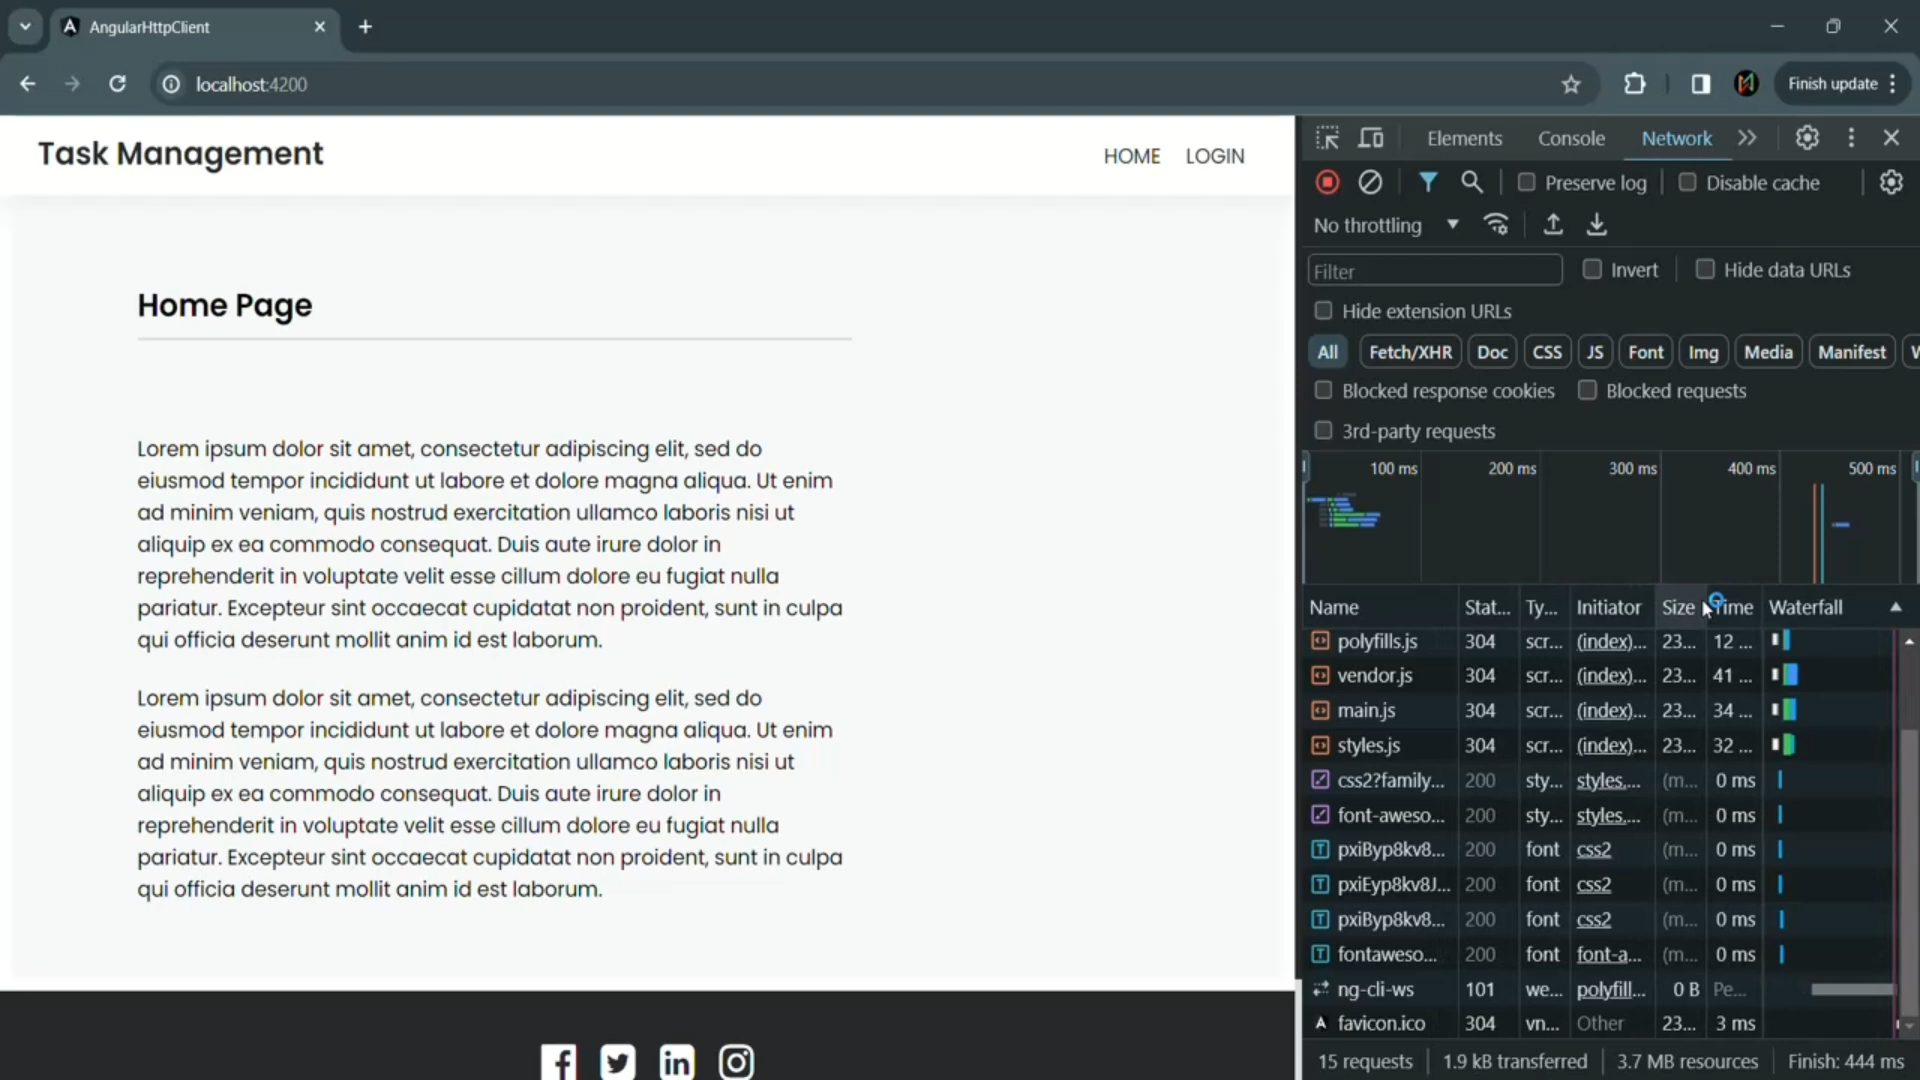 AngularHttpClient
localhost:4200
Finish update
Task Management
HOME LOGIN
Home Page
Lorem ipsum dolor sit amet, consectetur adipiscing elit, sed do
eiusmod tempor incididunt ut labore et dolore magna aliqua. Ut enim
ad minim veniam, quis nostrud exercitation ullamco laboris nisi ut
aliquip ex ea commodo consequat. Duis aute irure dolor in
reprehenderit in voluptate velit esse cillum dolore eu fugiat nulla
pariatur. Excepteur sint occaecat cupidatat non proident, sunt in culpa
qui officia deserunt mollit anim id est laborum.
Lorem ipsum dolor sit amet, consectetur adipiscing elit, sed do
eiusmod tempor incididunt ut labore et dolore magna aliqua. Ut enim
ad minim veniam, quis nostrud exercitation ullamco laboris nisi ut
aliquip ex ea commodo consequat. Duis aute irure dolor in
reprehenderit in voluptate velit esse cillum dolore eu fugiat nulla
pariatur. Excepteur sint occaecat cupidatat non proident, sunt in culpa
qui officia deserunt mollit anim id est laborum.
Elements Console Network
Preserve log Disable cache
No throttling
Filter Invert Hide data URLs
Hide extension URLs
All Fetch/XHR Doc CSS JS Font Img Media Manifest
Blocked response cookies Blocked requests
3rd-party requests
100 ms 200 ms 300 ms 400 ms 500 ms
Name Stat... Ty... Initiator Size Time Waterfall
polyfills.js 304 scr... (index)... 23... 12 ...
vendor.js 304 scr... (index)... 23... 41 ...
main.js 304 scr... (index)... 23... 34 ...
styles.js 304 scr... (index)... 23... 32 ...
css2?family... 200 sty... styles.... (m... 0 ms
font-aweso... 200 sty... styles.... (m... 0 ms
pxiByp8kv8... 200 font css2 (m... 0 ms
pxiEyp8kv8J... 200 font css2 (m... 0 ms
pxiByp8kv8... 200 font css2 (m... 0 ms
fontaweso... 200 font font-a... (m... 0 ms
ng-cli-ws 101 we... polyfill... 0 B Pe...
favicon.ico 304 vn... Other 23... 3 ms
15 requests 1.9 kB transferred 3.7 MB resources Finish: 444 ms